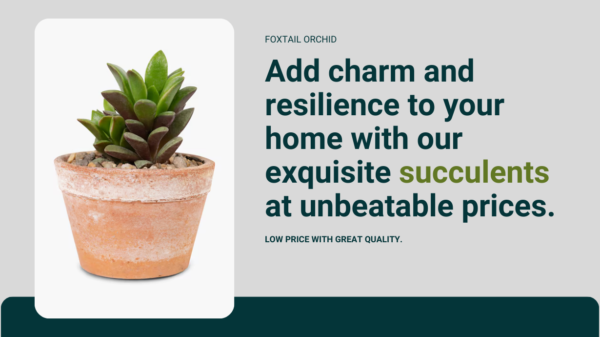 FOXTAIL ORCHID
Add charm and
resilience to your
home with our
exquisite succulents
at unbeatable prices.
LOW PRICE WITH GREAT QUALITY.